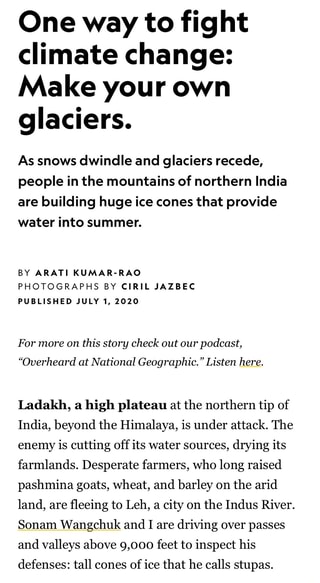 One way to fight
climate change:
Make your own
glaciers.
As snows dwindle and glaciers recede,
people in the mountains of northern India
are building huge ice cones that provide
water into summer.
BY ARATI KUMAR-RAO
PHOTOGRAPHS BY CIRIL JAZBEC
PUBLISHED JULY 1, 2020
For more on this story check out our podcast,
“Overheard at National Geographic.” Listen here.
Ladakh, a high plateau at the northern tip of
India, beyond the Himalaya, is under attack. The
enemy is cutting off its water sources, drying its
farmlands. Desperate farmers, who long raised
pashmina goats, wheat, and barley on the arid
land, are fleeing to Leh, a city on the Indus River.
Sonam Wangchuk and I are driving over passes
and valleys above 9,000 feet to inspect his
defenses: tall cones of ice that he calls stupas.